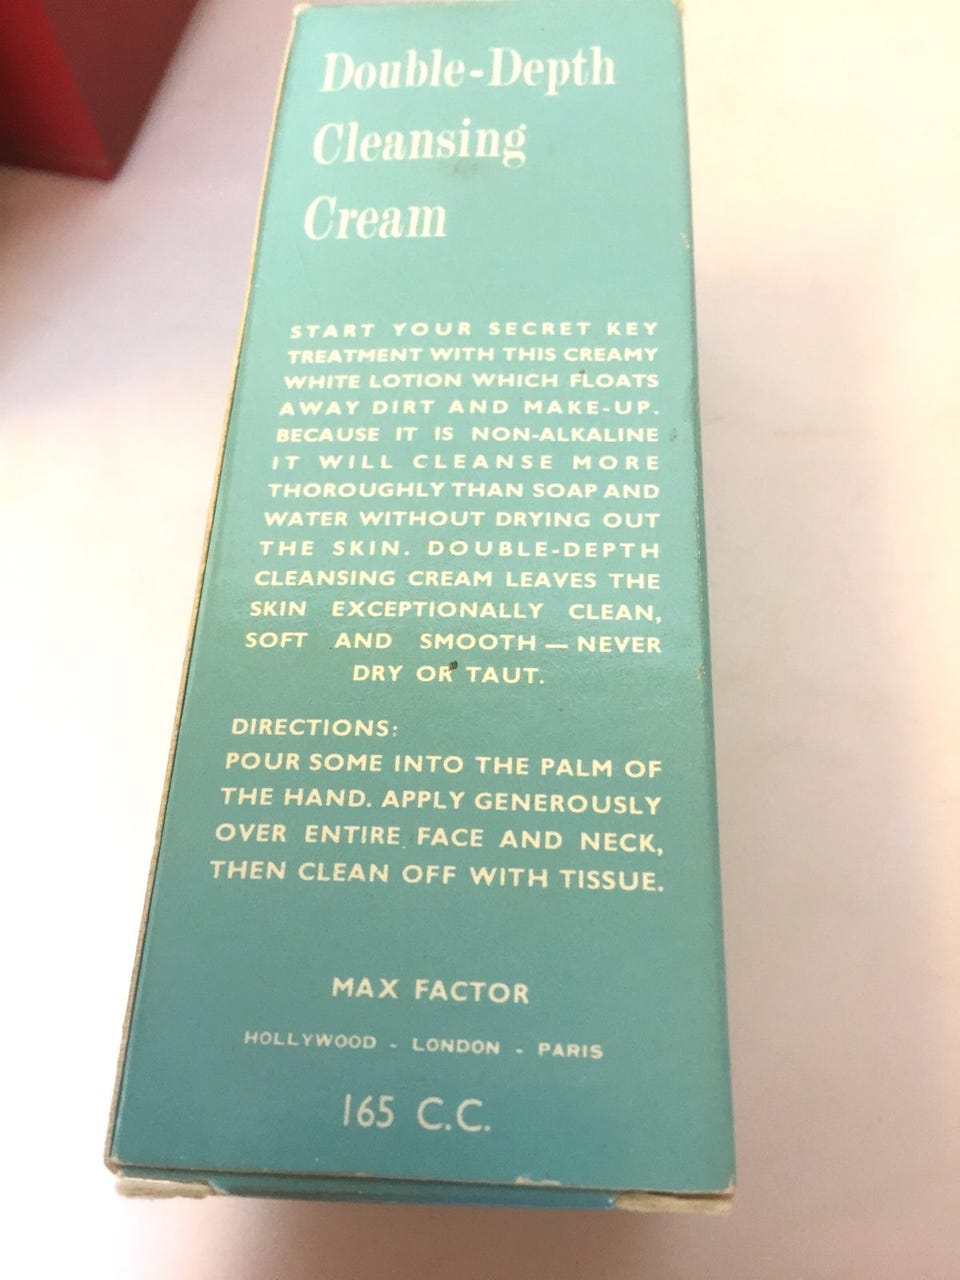 Double-Depth
Cleansing
Cream
START YOUR SECRET KEY
TREATMENT WITH THIS CREAMY
WHITE LOTION WHICH FLOATS
AWAY DIRT AND MAKE-UP.
BECAUSE IT IS NON-ALKALINE
IT WILL CLEANSE MORE
THOROUGHLY THAN SOAP AND
WATER WITHOUT DRYING OUT
THE SKIN. DOUBLE-DEPTH
CLEANSING CREAM LEAVES THE
SKIN EXCEPTIONALLY CLEAN,
SOFT AND SMOOTH — NEVER
DRY OR TAUT.
DIRECTIONS:
POUR SOME INTO THE PALM OF
THE HAND. APPLY GENEROUSLY
OVER ENTIRE FACE AND NECK,
THEN CLEAN OFF WITH TISSUE.
MAX FACTOR
HOLLYWOOD - LONDON - PARIS
165 C.C.